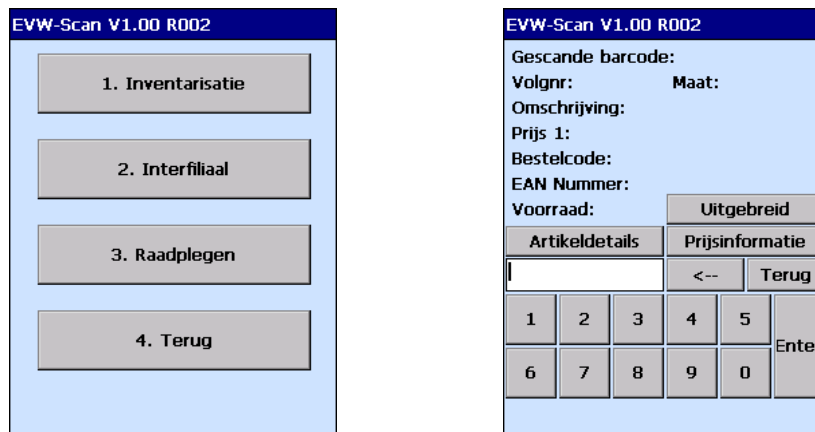 EVW-Scan V1.00 R002
1. Inventarisatie
2. Interfiliaal
3. Raadplegen
4. Terug
EVW-Scan V1.00 R002
Gescande barcode:
Volgnr: Maat:
Omschrijving:
Prijs 1:
Bestelcode:
EAN Nummer:
Voorraad: Uitgebreid
Artikeldetails Prijsinformatie
<-- Terug
1 2 3 4 5
Ente
6 7 8 9 0